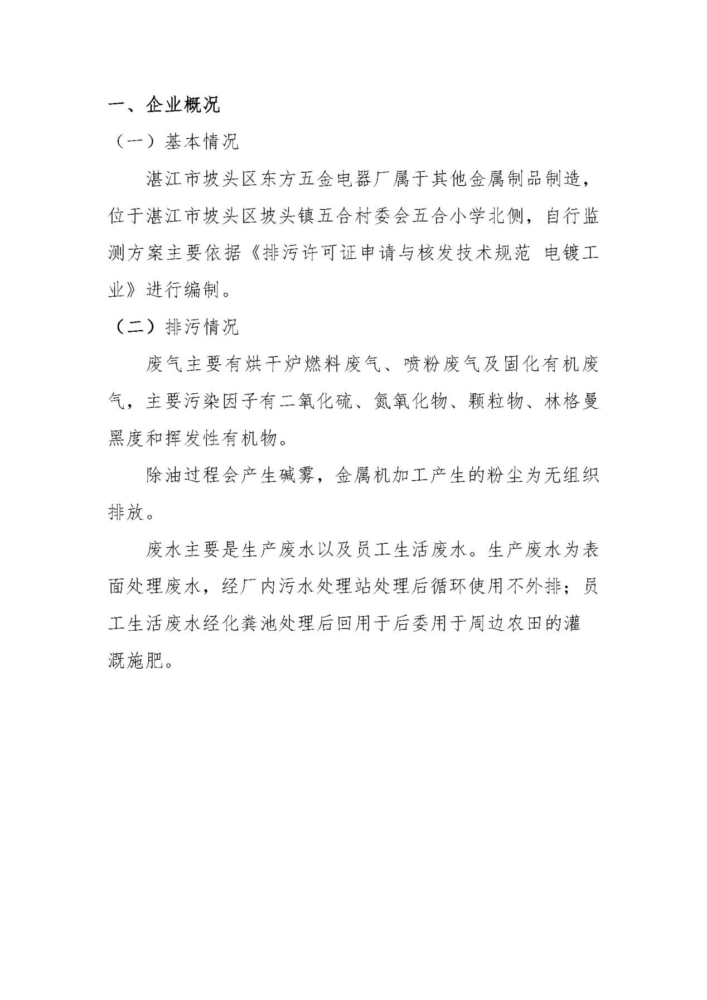 一、企业概况
（一）基本情况
湛江市坡头区东方五金电器厂属于其他金属制品制造，
位于湛江市坡头区坡头镇五合村委会五合小学北侧，自行监
测方案主要依据《排污许可证申请与核发技术规范 电镀工
业》进行编制。
（二）排污情况
废气主要有烘干炉燃料废气、喷粉废气及固化有机废
气，主要污染因子有二氧化硫、氮氧化物、颗粒物、林格曼
黑度和挥发性有机物。
除油过程会产生碱雾，金属机加工产生的粉尘为无组织
排放。
废水主要是生产废水以及员工生活废水。生产废水为表
面处理废水，经厂内污水处理站处理后循环使用不外排；员
工生活废水经化粪池处理后回用于后委用于周边农田的灌
溉施肥。